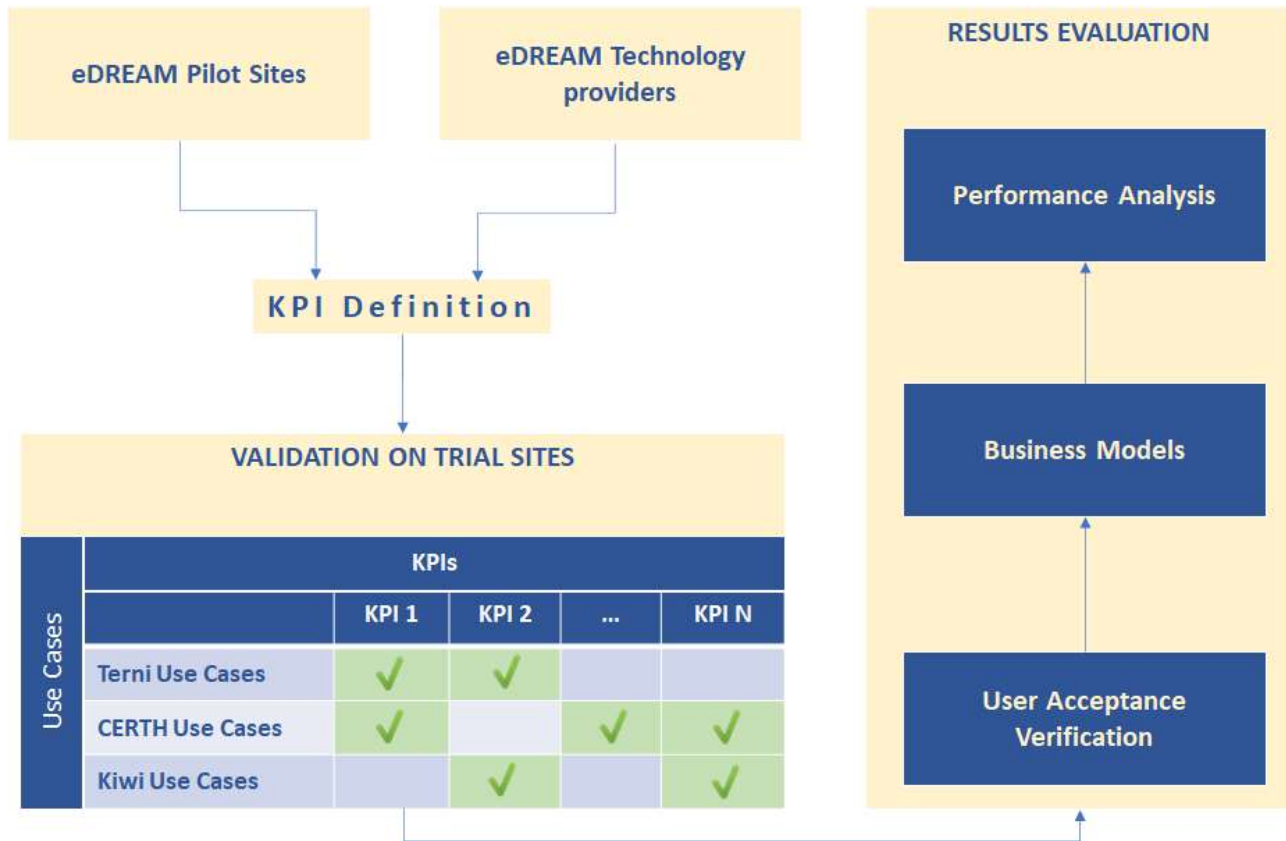 eDREAM Pilot Sites
eDREAM Technology
providers
KPI Definition
VALIDATION ON TRIAL SITES
Use Cases
KPIs
KPI 1 KPI 2 ... KPI N
Terni Use Cases
CERTH Use Cases
Kiwi Use Cases
RESULTS EVALUATION
Performance Analysis
Business Models
User Acceptance
Verification